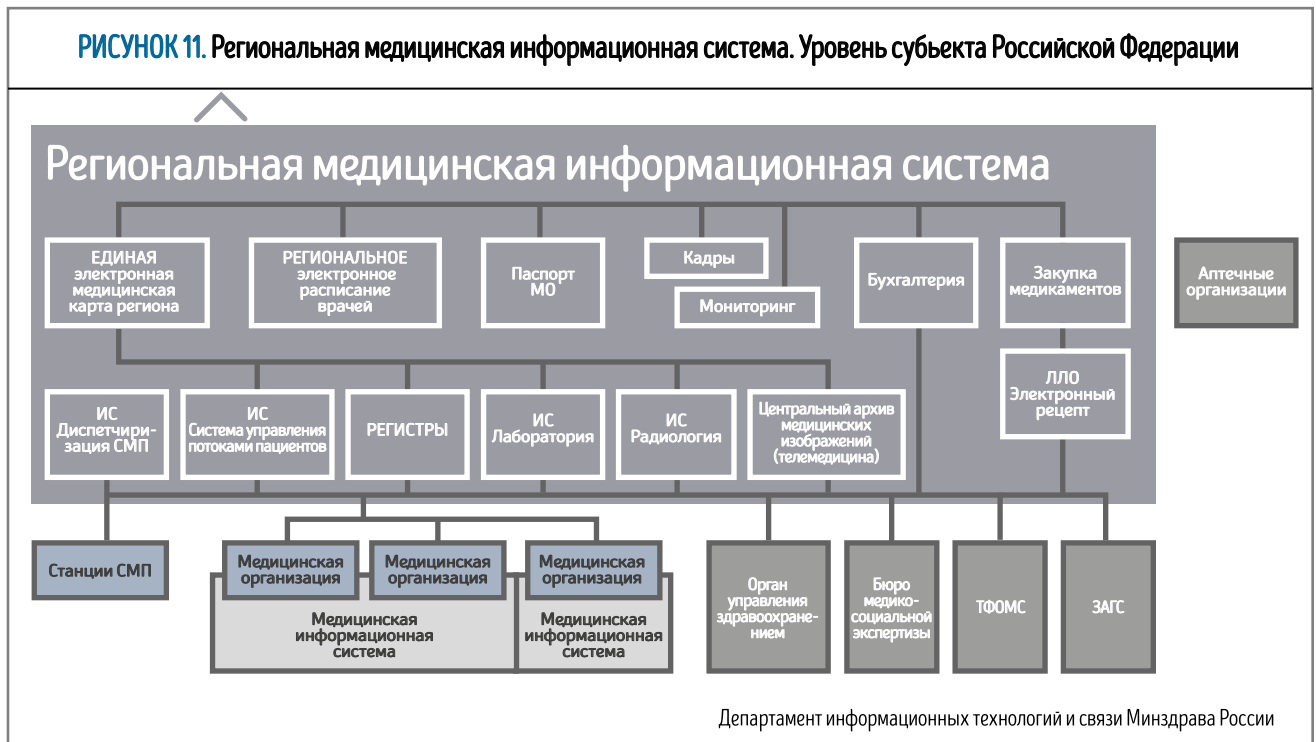 РИСУНОК 11. Региональная медицинская информационная система. Уровень субьекта Российской Федерации
Региональная медицинская информационная система
ЕДИНАЯ
электронная
медицинская
карта региона
РЕГИОНАЛЬНОЕ
электронное
расписание
врачей
Паспорт
МО
Кадры
Мониторинг
Бухгалтерия
Закупка
медикаментов
Аптечные
организации
ИС
Диспетчири-
зация СМП
ИС
Система управления
потоками пациентов
РЕГИСТРЫ
ИС
Лаборатория
ИС
Радиология
Центральный архив
медицинских
изображений
(телемедицина)
ЛЛО
Электронный
рецепт
Станции СМП
Медицинская
организация
Медицинская
организация
Медицинская
организация
Медицинская
информационная
система
Медицинская
информационная
система
Орган
управления
здравоохране-
нием
Бюро
медико-
социальной
экспертизы
ТФОМС
ЗАГС
Департамент информационных технологий и связи Минздрава России